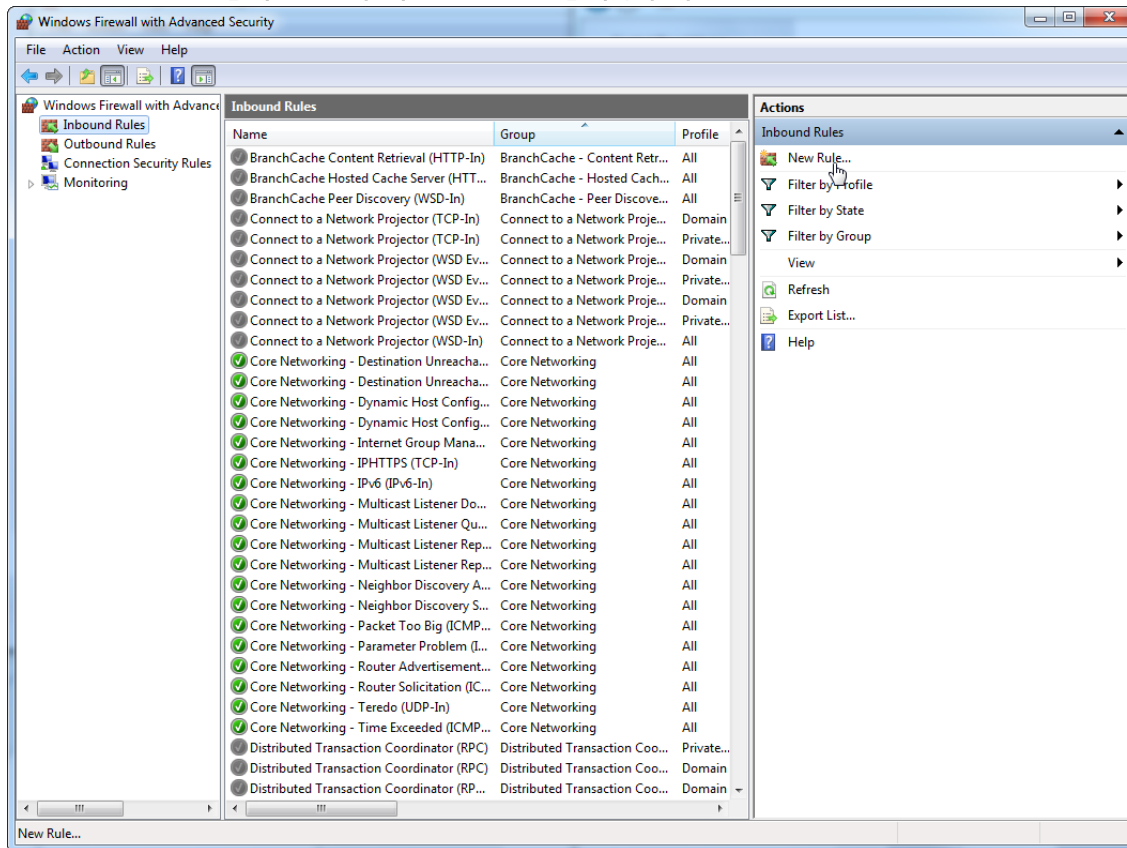 Windows Firewall with Advanced Security
File Action View Help
Windows Firewall with Advance
Inbound Rules
Outbound Rules
Connection Security Rules
Monitoring
Inbound Rules
Name Group Profile
BranchCache Content Retrieval (HTTP-In) BranchCache - Content Retr... All
BranchCache Hosted Cache Server (HTT... BranchCache - Hosted Cach... All
BranchCache Peer Discovery (WSD-In) BranchCache - Peer Discove... All
Connect to a Network Projector (TCP-In) Connect to a Network Proje... Domain
Connect to a Network Projector (TCP-In) Connect to a Network Proje... Private...
Connect to a Network Projector (WSD Ev... Connect to a Network Proje... Domain
Connect to a Network Projector (WSD Ev... Connect to a Network Proje... Private...
Connect to a Network Projector (WSD Ev... Connect to a Network Proje... Domain
Connect to a Network Projector (WSD Ev... Connect to a Network Proje... Private...
Connect to a Network Projector (WSD-In) Connect to a Network Proje... All
Core Networking - Destination Unreacha... Core Networking All
Core Networking - Destination Unreacha... Core Networking All
Core Networking - Dynamic Host Config... Core Networking All
Core Networking - Dynamic Host Config... Core Networking All
Core Networking - Internet Group Mana... Core Networking All
Core Networking - IPHTTPS (TCP-In) Core Networking All
Core Networking - IPv6 (IPv6-In) Core Networking All
Core Networking - Multicast Listener Do... Core Networking All
Core Networking - Multicast Listener Qu... Core Networking All
Core Networking - Multicast Listener Rep... Core Networking All
Core Networking - Multicast Listener Rep... Core Networking All
Core Networking - Neighbor Discovery A... Core Networking All
Core Networking - Neighbor Discovery S... Core Networking All
Core Networking - Packet Too Big (ICMP... Core Networking All
Core Networking - Parameter Problem (I... Core Networking All
Core Networking - Router Advertisement... Core Networking All
Core Networking - Router Solicitation (IC... Core Networking All
Core Networking - Teredo (UDP-In) Core Networking All
Core Networking - Time Exceeded (ICMP... Core Networking All
Distributed Transaction Coordinator (RPC) Distributed Transaction Coo... Private...
Distributed Transaction Coordinator (RPC) Distributed Transaction Coo... Domain
Distributed Transaction Coordinator (RP... Distributed Transaction Coo... Domain
Actions
Inbound Rules
New Rule...
Filter by Profile
Filter by State
Filter by Group
View
Refresh
Export List...
Help
New Rule...